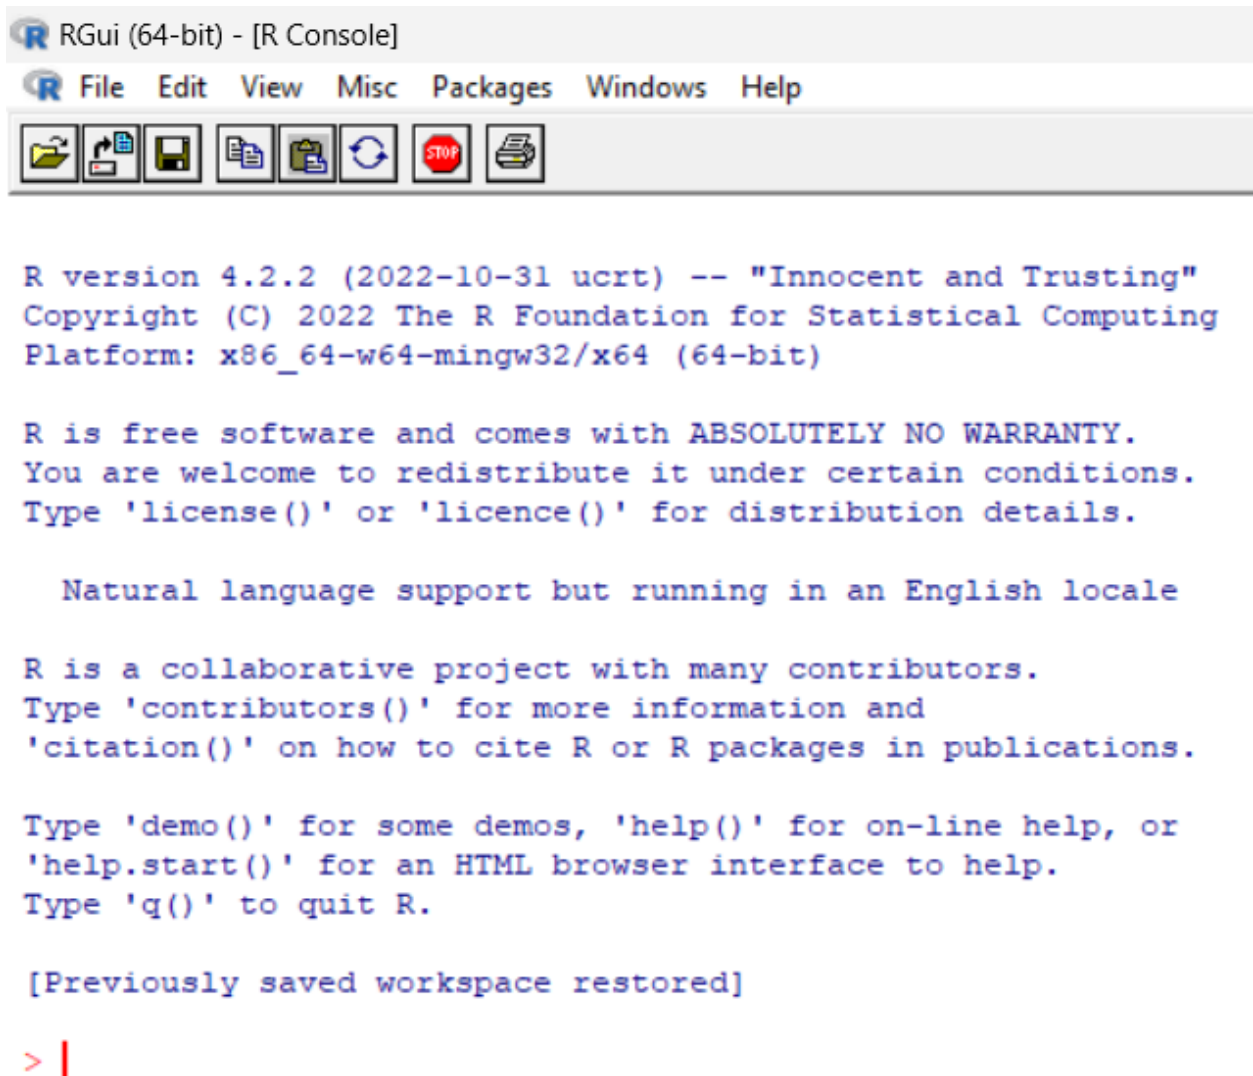 RGui (64-bit) - [R Console]
File Edit View Misc Packages Windows Help
STOP
R version 4.2.2 (2022-10-31 ucrt) -- "Innocent and Trusting"
Copyright (C) 2022 The R Foundation for Statistical Computing
Platform: x86_64-w64-mingw32/x64 (64-bit)
R is free software and comes with ABSOLUTELY NO WARRANTY.
You are welcome to redistribute it under certain conditions.
Type 'license()' or 'licence()' for distribution details.
Natural language support but running in an English locale
R is a collaborative project with many contributors.
Type 'contributors()' for more information and
'citation()' on how to cite R or R packages in publications.
Type 'demo()' for some demos, 'help()' for on-line help, or
'help.start()' for an HTML browser interface to help.
Type 'q()' to quit R.
[Previously saved workspace restored]
>